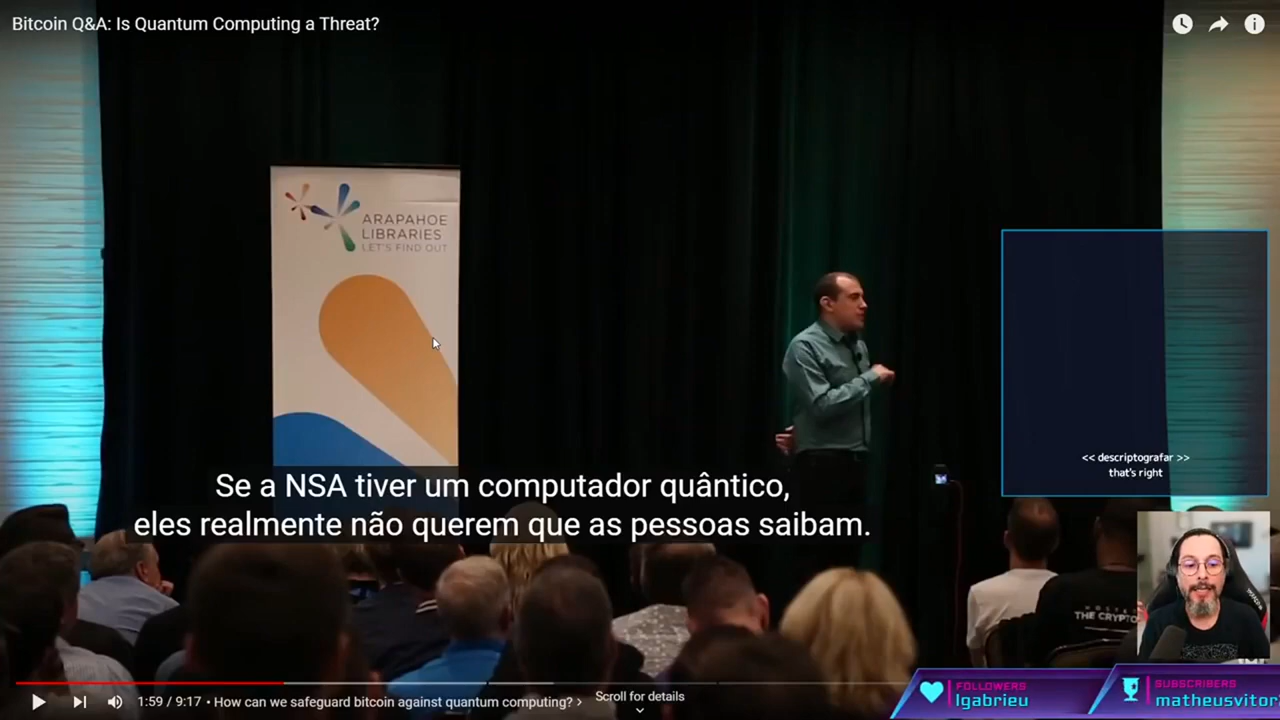 Bitcoin Q&A: Is Quantum Computing a Threat?
ARAPAHOE
LIBRARIES
LET'S FIND OUT
<< descriptografar >>
that's right
Se a NSA tiver um computador quântico,
eles realmente não querem que as pessoas saibam.
HOSTED
THE CRYPTO
1:59 / 9:17 • How can we safeguard bitcoin against quantum computing? >
Scroll for details
FOLLOWERS
lgabrieu
SUBSCRIBERS
matheusvitor